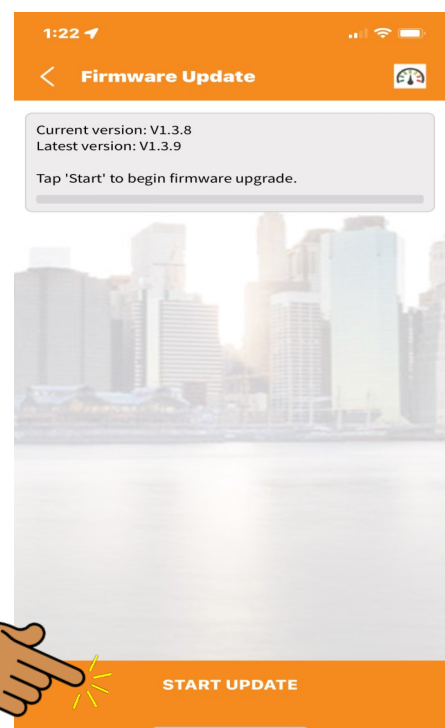 1:22
Firmware Update
Current version: V1.3.8
Latest version: V1.3.9
Tap 'Start' to begin firmware upgrade.
START UPDATE